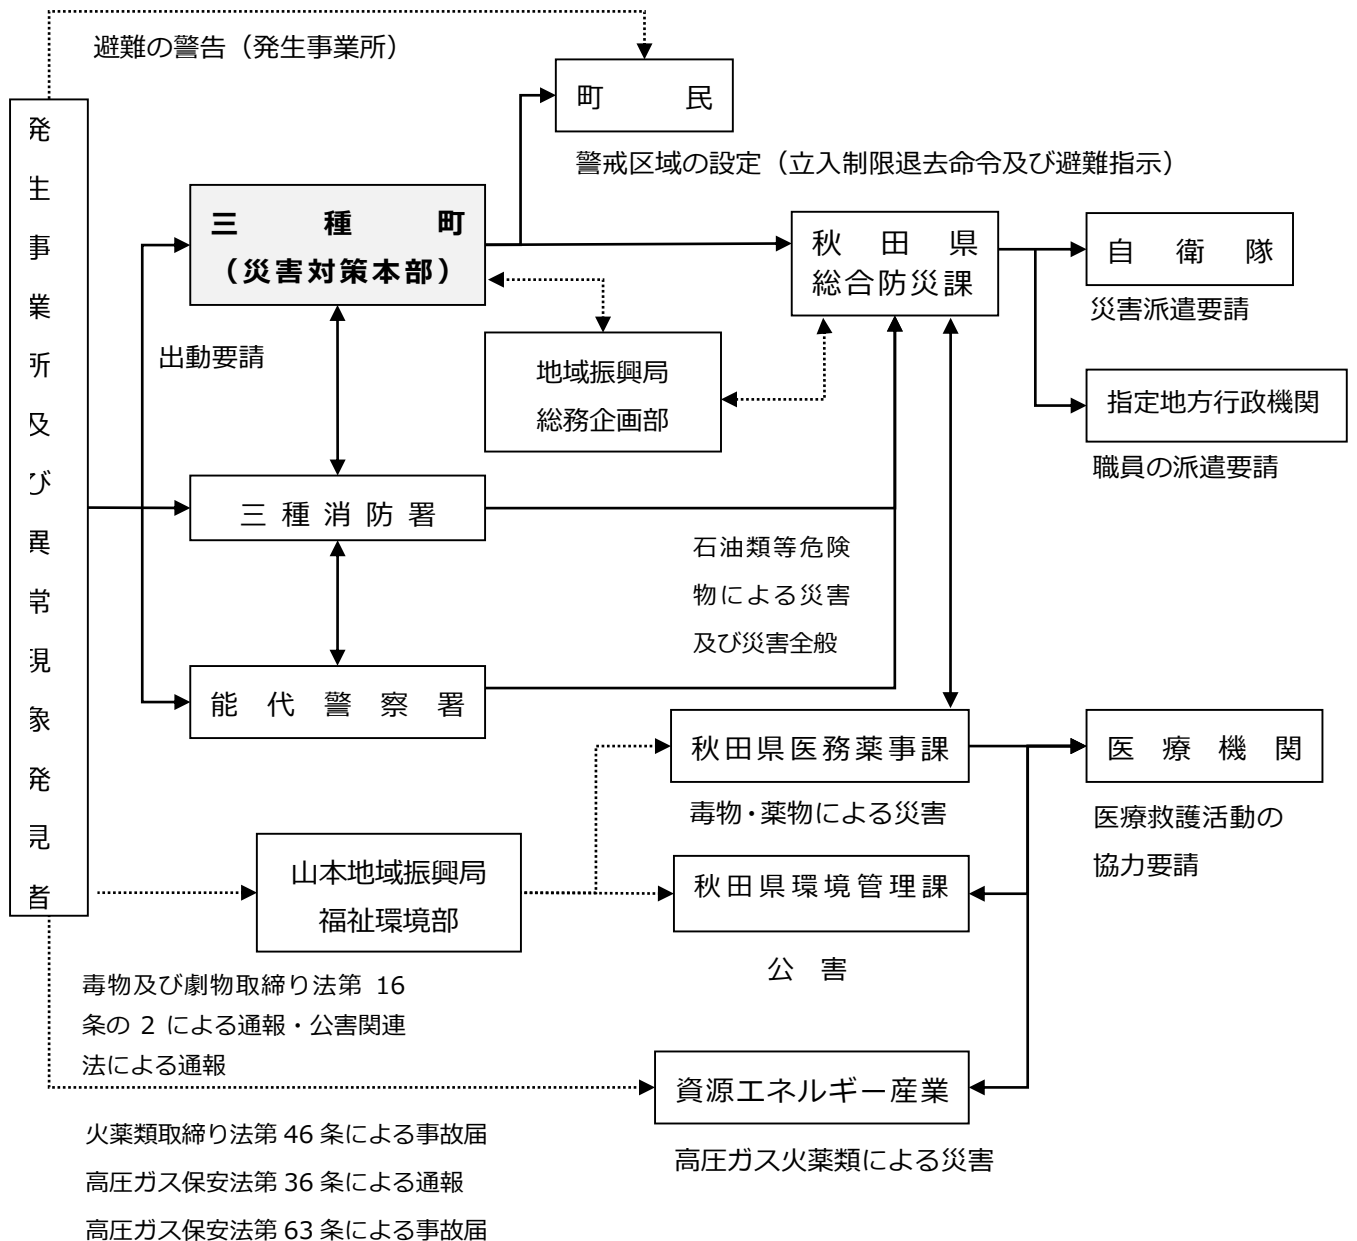 避難の警告（発生事業所）
町民
警戒区域の設定（立入制限退去命令及び避難指示）
発生事業所及び異常現象発見者
三種町
（災害対策本部）
秋田県
総合防災課
自衛隊
災害派遣要請
出動要請
地域振興局
総務企画部
指定地方行政機関
職員の派遣要請
三種消防署
石油類等危険
物による災害
及び災害全般
能代警察署
秋田県医務薬事課
毒物・薬物による災害
医療機関
医療救護活動の
協力要請
山本地域振興局
福祉環境部
秋田県環境管理課
公害
毒物及び劇物取締り法第 16
条の 2 による通報・公害関連
法による通報
資源エネルギー産業
高圧ガス火薬類による災害
火薬類取締り法第 46 条による事故届
高圧ガス保安法第 36 条による通報
高圧ガス保安法第 63 条による事故届